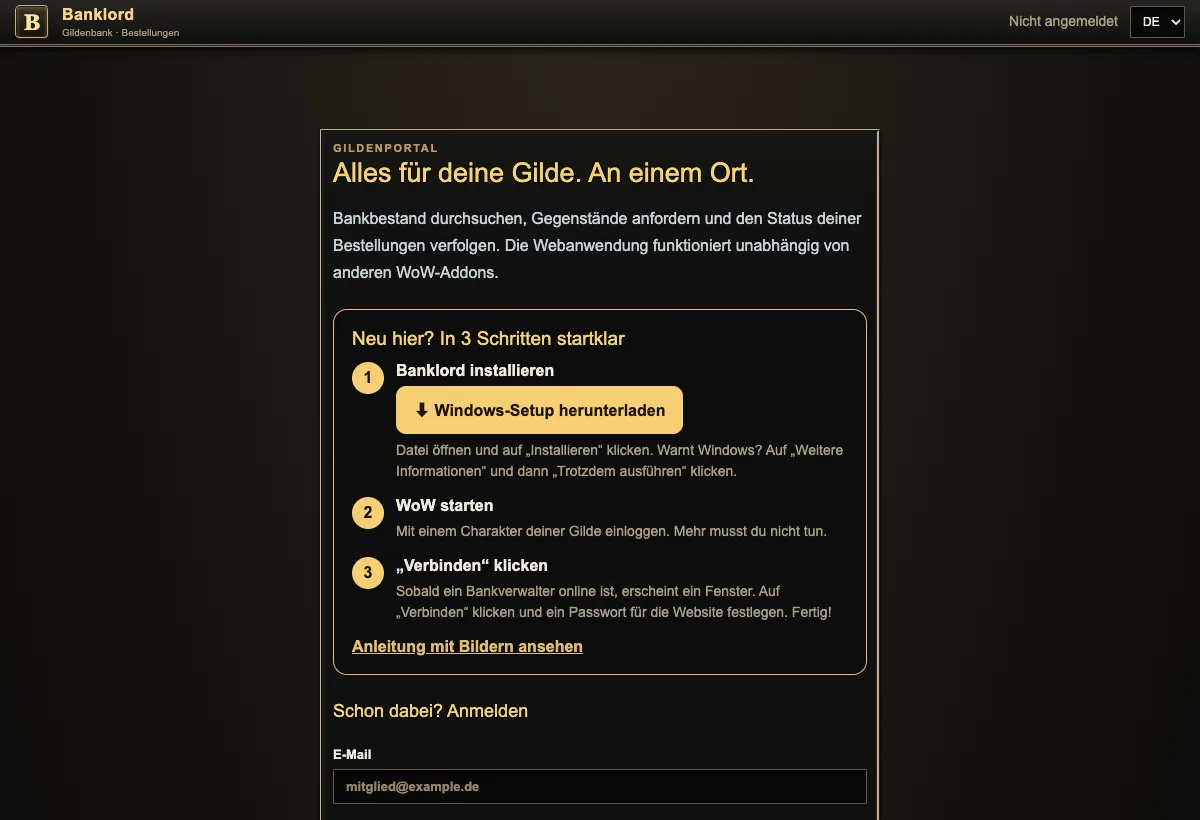 B
Banklord
Gildenbank · Bestellungen
Nicht angemeldet
DE
GILDENPORTAL
Alles für deine Gilde. An einem Ort.
Bankbestand durchsuchen, Gegenstände anfordern und den Status deiner
Bestellungen verfolgen. Die Webanwendung funktioniert unabhängig von
anderen WoW-Addons.
Neu hier? In 3 Schritten startklar
1
Banklord installieren
⬇ Windows-Setup herunterladen
Datei öffnen und auf „Installieren“ klicken. Warnt Windows? Auf „Weitere
Informationen“ und dann „Trotzdem ausführen“ klicken.
2
WoW starten
Mit einem Charakter deiner Gilde einloggen. Mehr musst du nicht tun.
3
„Verbinden“ klicken
Sobald ein Bankverwalter online ist, erscheint ein Fenster. Auf
„Verbinden“ klicken und ein Passwort für die Website festlegen. Fertig!
Anleitung mit Bildern ansehen
Schon dabei? Anmelden
E-Mail
mitglied@example.de